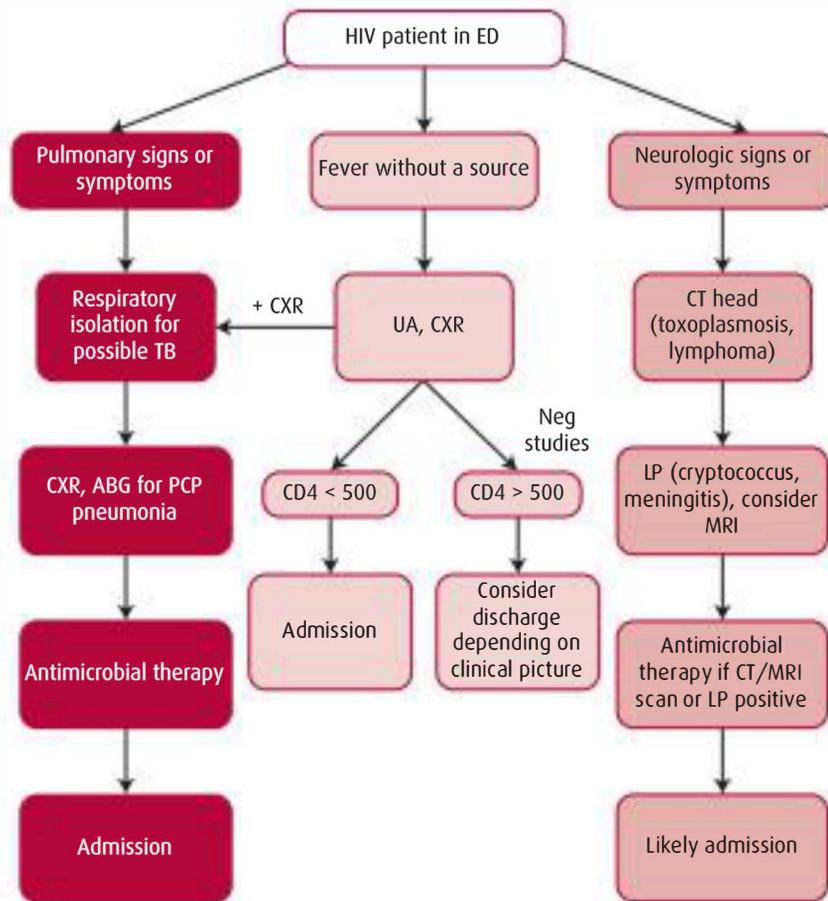 HIV patient in ED
Pulmonary signs or
symptoms
Fever without a source
Neurologic signs or
symptoms
Respiratory
isolation for
possible TB
+ CXR
UA, CXR
CT head
(toxoplasmosis,
lymphoma)
Neg
studies
CXR, ABG for PCP
pneumonia
CD4 < 500
CD4 > 500
LP (cryptococcus,
meningitis), consider
MRI
Antimicrobial therapy
Admission
Consider
discharge
depending on
clinical picture
Antimicrobial
therapy if CT/MRI
scan or LP positive
Admission
Likely admission